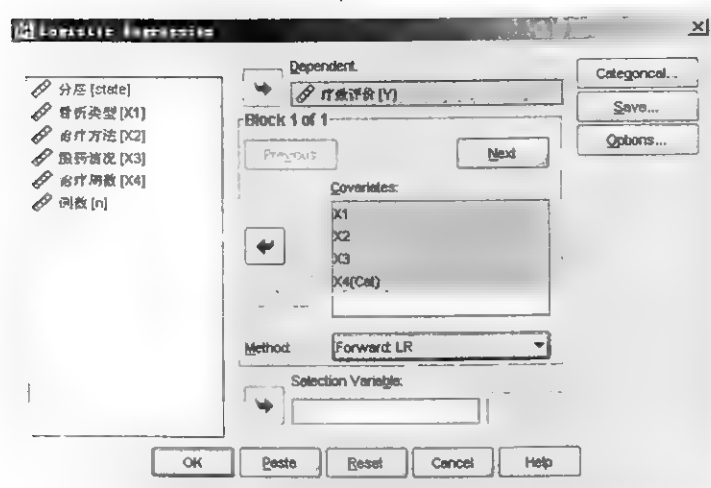 Logistic Regression
分层 [state]
骨折类型 [X1]
治疗方法 [X2]
服药情况 [X3]
治疗周数 [X4]
例数 [n]
Dependent:
疗效评价 [Y]
Block 1 of 1
Previous
Next
Covariates:
X1
X2
X3
X4(Cat)
Method:
Forward: LR
Selection Variable:
Categorical...
Save...
Options...
OK
Paste
Reset
Cancel
Help